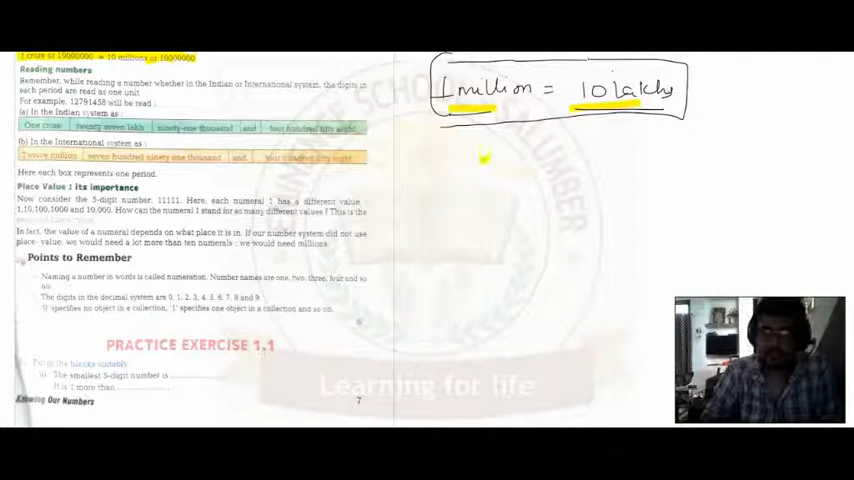 1 crore or 10000000 = 10 millions or 10000000
Reading numbers
Remember, while reading a number whether in the Indian or International system, the digits in
each period are read as one unit
For example, 12791458 will be read :
(a) In the Indian system as :
One crore twenty seven lakh ninety-one thousand and four hundred fifty eight
(b) In the International system as :
Twelve million seven hundred ninety one thousand and four hundred fifty eight
Here each box represents one period.
Place Value : its importance
Now consider the 5-digit number, 11111. Here, each numeral 1 has a different value :
1,10,100,1000 and 10,000. How can the numeral 1 stand for so many different values ! This is the
In fact, the value of a numeral depends on what place it is in. If our number system did not use
place- value, we would need a lot more than ten numerals ; we would need millions
Points to Remember
Naming a number in words is called numeration. Number names are one, two, three, four and so
on.
The digits in the decimal system are 0, 1, 2, 3, 4, 5, 6, 7, 8 and 9.
'0' specifies no object in a collection, '1' specifies one object in a collection and so on.
PRACTICE EXERCISE 1.1
Fill in the blanks suitably
(i) The smallest 5-digit number is ............
It is 1 more than ................
Knowing Our Numbers
7
1 million = 10 lakhs
Learning for life